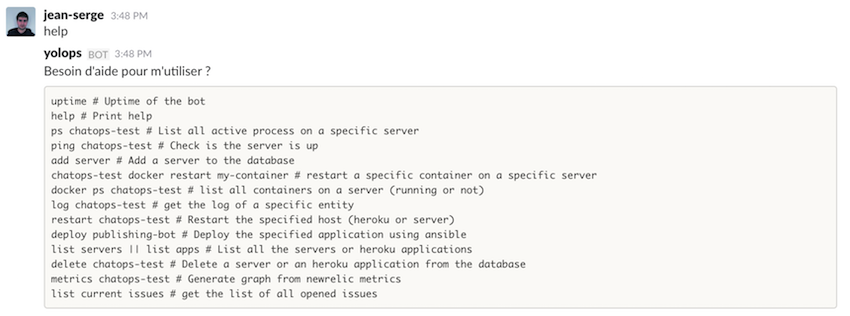 jean-serge 3:48 PM
help
yolops BOT 3:48 PM
Besoin d'aide pour m'utiliser ?
uptime # Uptime of the bot
help # Print help
ps chatops-test # List all active process on a specific server
ping chatops-test # Check is the server is up
add server # Add a server to the database
chatops-test docker restart my-container # restart a specific container on a specific server
docker ps chatops-test # list all containers on a server (running or not)
log chatops-test # get the log of a specific entity
restart chatops-test # Restart the specified host (heroku or server)
deploy publishing-bot # Deploy the specified application using ansible
list servers || list apps # List all the servers or heroku applications
delete chatops-test # Delete a server or an heroku application from the database
metrics chatops-test # Generate graph from newrelic metrics
list current issues # get the list of all opened issues